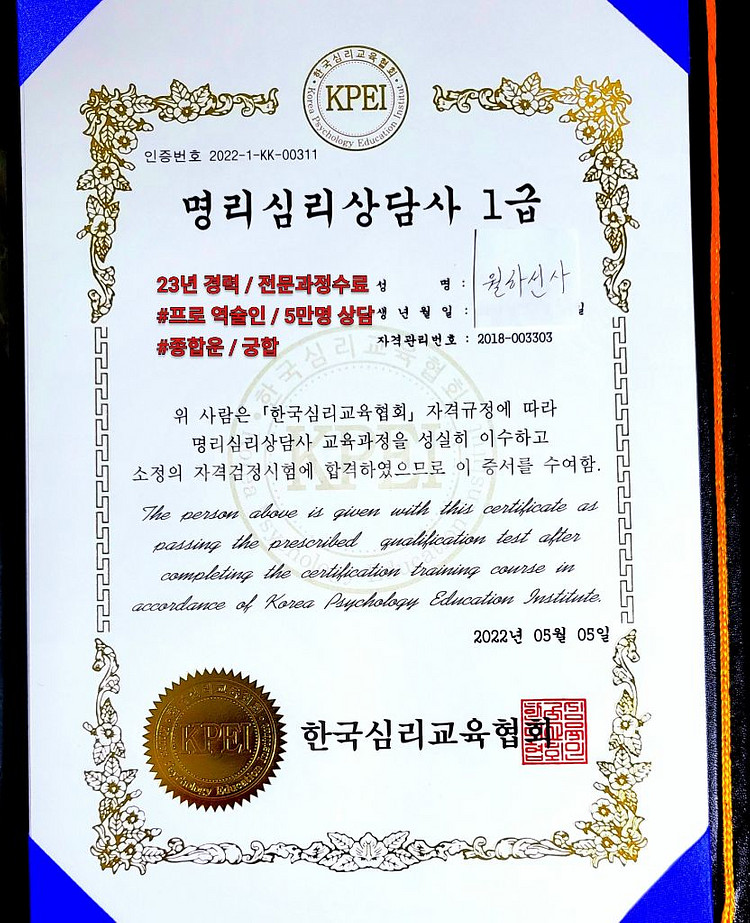 한국심리교육협회
KPEI
Korea Psychology Education Institut
인증번호 2022-1-KK-00311
명리심리상담사 1급
23년 경력 / 전문과정수료
성 명 : 월하선사
#프로 역술인 / 5만명 상담
생 년 월 일 : 일
#종합운 / 궁합
자격관리번호 : 2018-003303
위 사람은 「한국심리교육협회」 자격규정에 따라
명리심리상담사 교육과정을 성실히 이수하고
소정의 자격검정시험에 합격하였으므로 이 증서를 수여함.
The person above is given with this certificate as
passing the prescribed qualification test after
completing the certification training course in
accordance of Korea Psychology Education Institute.
2022년 05월 05일
KPEI
한국심리교육협회